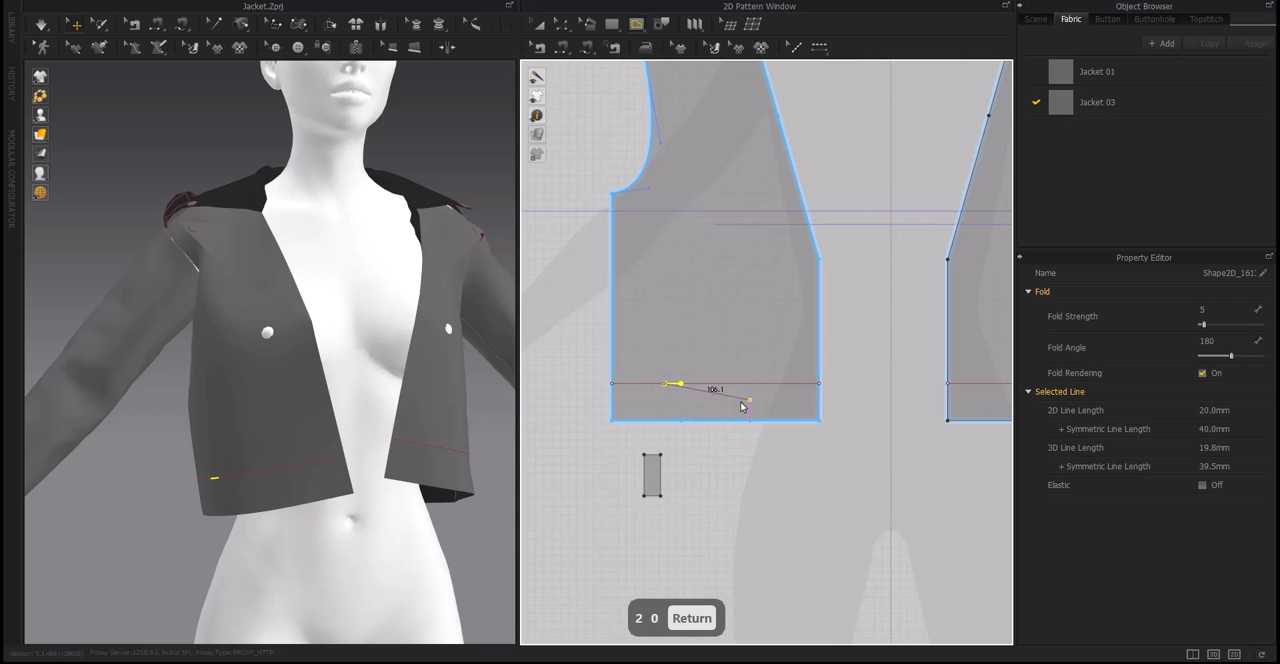 Jacket.Zprj
2D Pattern Window
Object Browser
LIBRARY
HISTORY
MODULAR CONFIGURATOR
Scene
Fabric
Button
Buttonhole
Topstitch
+ Add
Copy
Assign
Jacket 01
Jacket 03
Property Editor
Name
Shape2D_161
Fold
Fold Strength
5
Fold Angle
180
Fold Rendering
On
Selected Line
2D Line Length
20.0mm
+ Symmetric Line Length
40.0mm
3D Line Length
19.8mm
+ Symmetric Line Length
39.5mm
Elastic
Off
106.1
2 0 Return
3D
2D